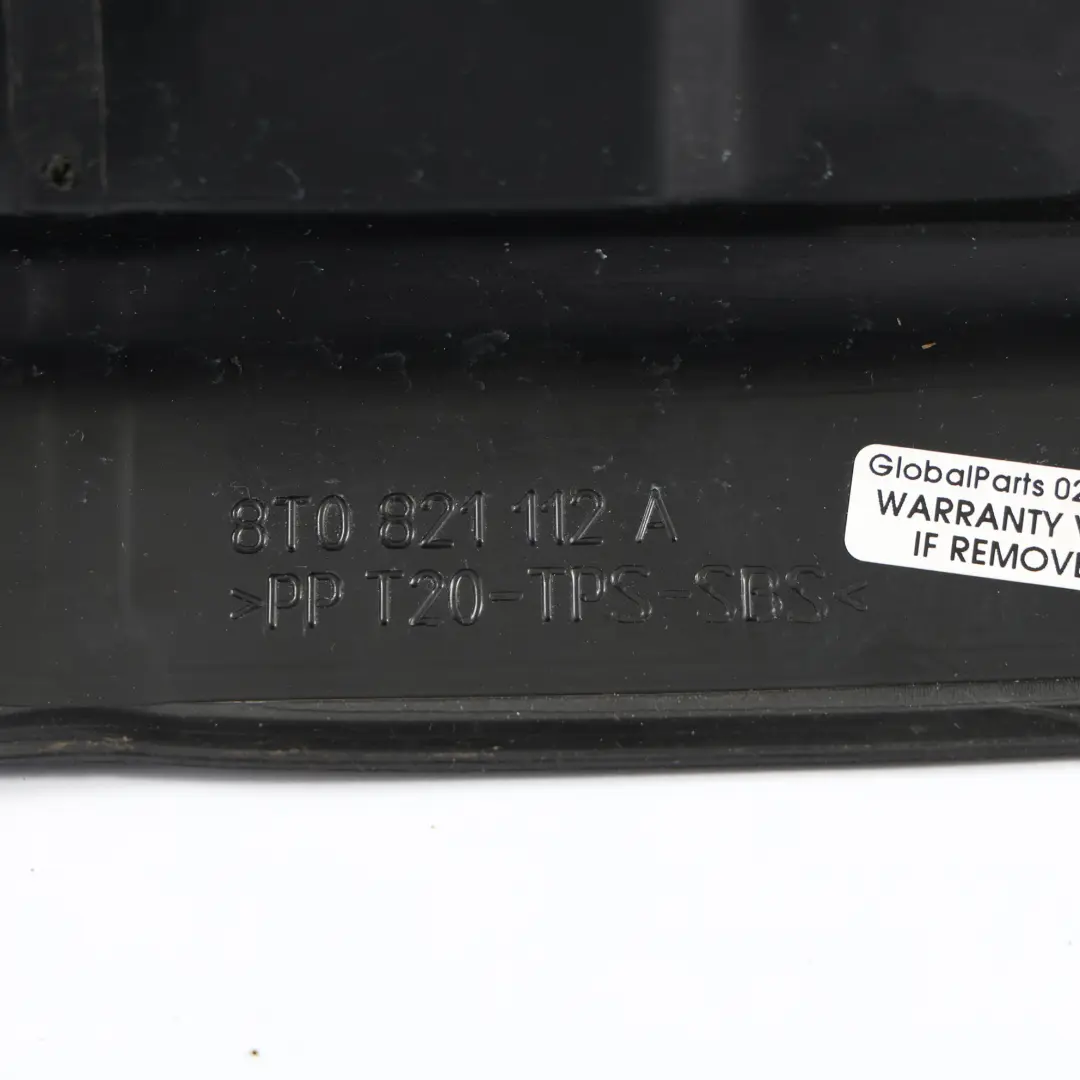 8T0 821 112 A
>PP T20-TPS-SBS<
GlobalParts 02
WARRANTY V
IF REMOVE